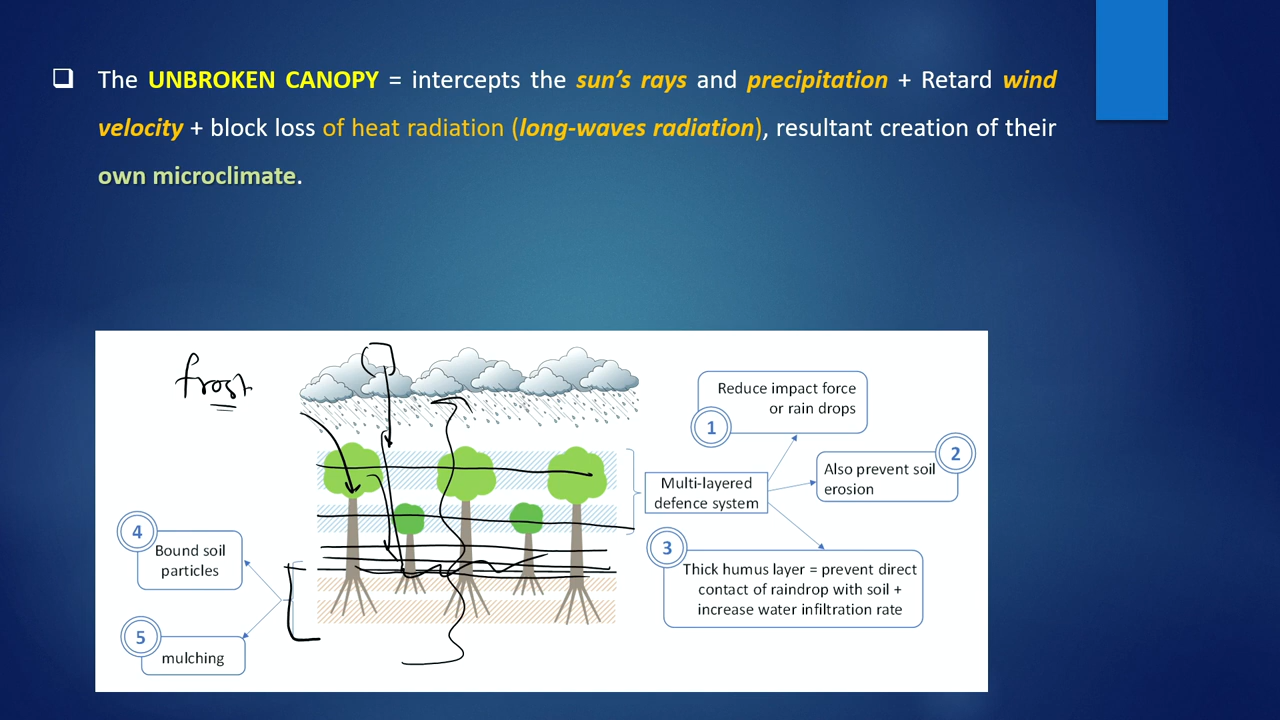 ❑ The UNBROKEN CANOPY = intercepts the sun's rays and precipitation + Retard wind
velocity + block loss of heat radiation (long-waves radiation), resultant creation of their
own microclimate.
frost
Reduce impact force
or rain drops
1
2
Also prevent soil
erosion
Multi-layered
defence system
3
Thick humus layer = prevent direct
contact of raindrop with soil +
increase water infiltration rate
4
Bound soil
particles
5
mulching